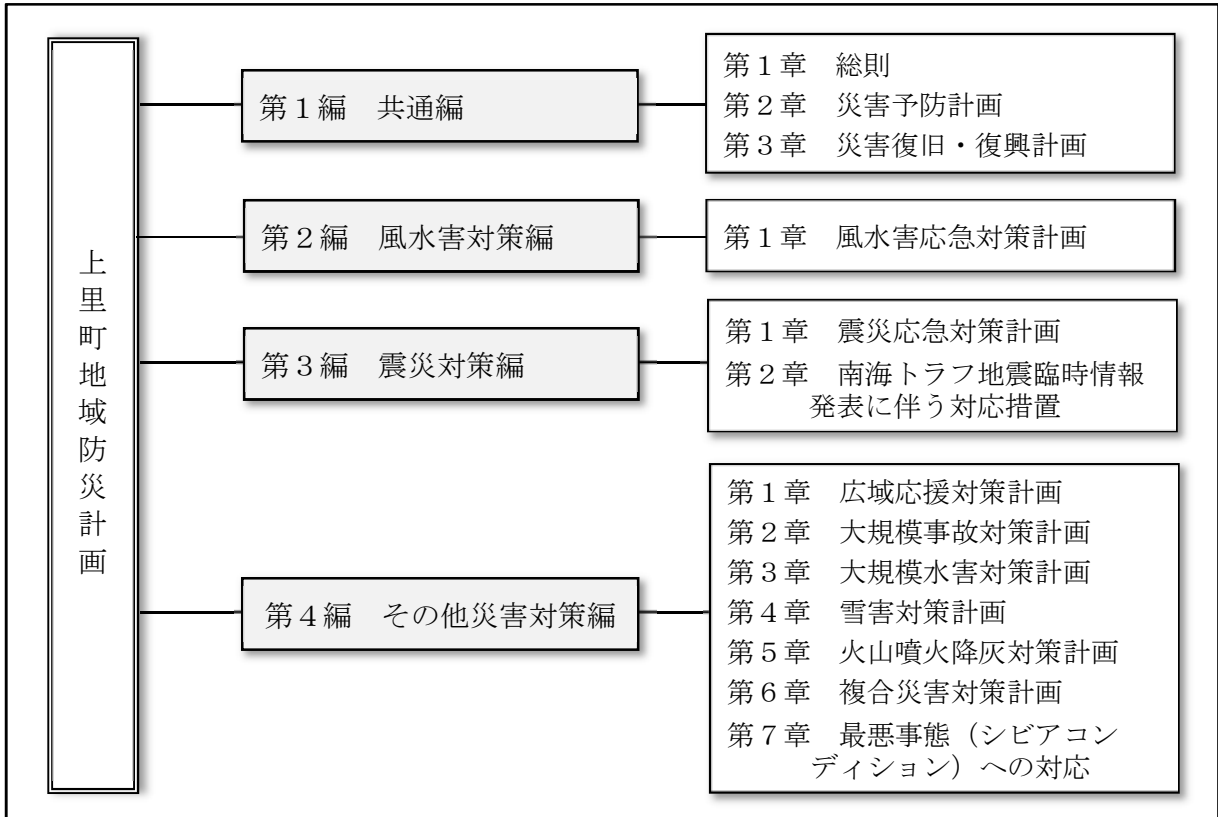 上里町地域防災計画
第１編　共通編
第１章　総則
第２章　災害予防計画
第３章　災害復旧・復興計画
第２編　風水害対策編
第１章　風水害応急対策計画
第３編　震災対策編
第１章　震災応急対策計画
第２章　南海トラフ地震臨時情報
発表に伴う対応措置
第４編　その他災害対策編
第１章　広域応援対策計画
第２章　大規模事故対策計画
第３章　大規模水害対策計画
第４章　雪害対策計画
第５章　火山噴火降灰対策計画
第６章　複合災害対策計画
第７章　最悪事態（シビアコン
ディション）への対応